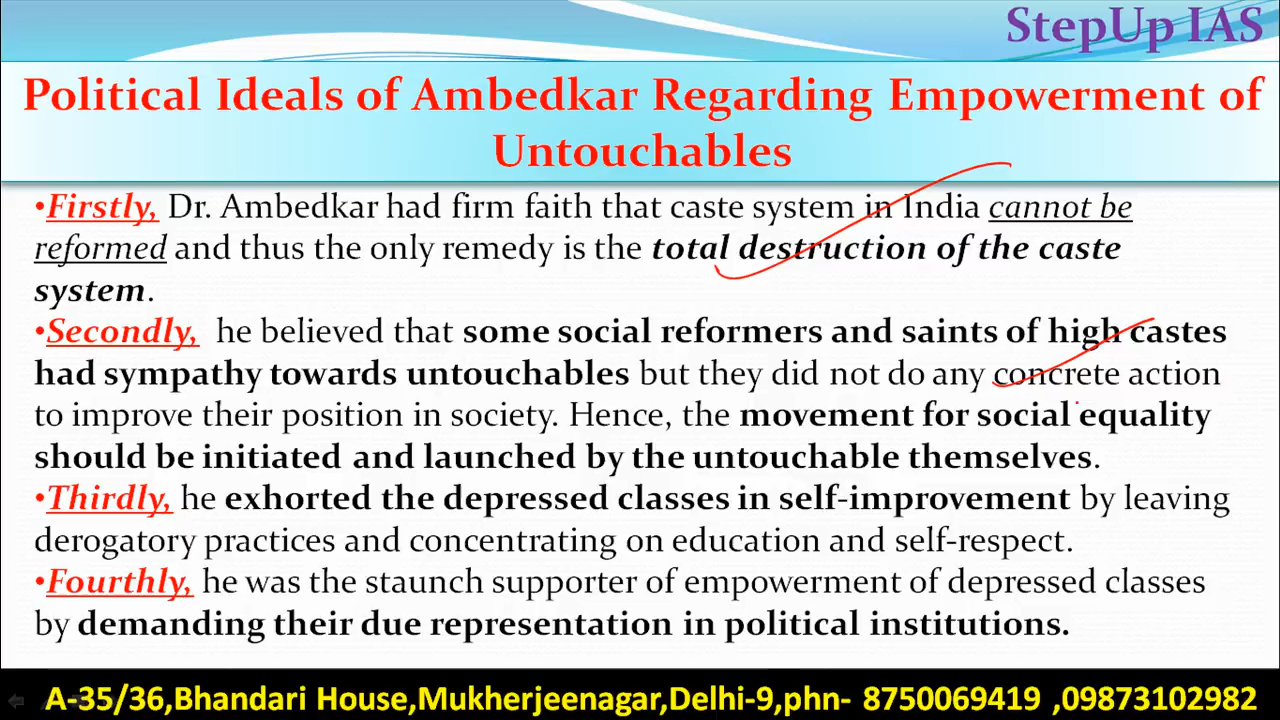 StepUp IAS
Political Ideals of Ambedkar Regarding Empowerment of
Untouchables
•Firstly, Dr. Ambedkar had firm faith that caste system in India cannot be
reformed and thus the only remedy is the total destruction of the caste
system.
•Secondly, he believed that some social reformers and saints of high castes
had sympathy towards untouchables but they did not do any concrete action
to improve their position in society. Hence, the movement for social equality
should be initiated and launched by the untouchable themselves.
•Thirdly, he exhorted the depressed classes in self-improvement by leaving
derogatory practices and concentrating on education and self-respect.
•Fourthly, he was the staunch supporter of empowerment of depressed classes
by demanding their due representation in political institutions.
A-35/36,Bhandari House,Mukherjeenagar,Delhi-9,phn- 8750069419 ,09873102982